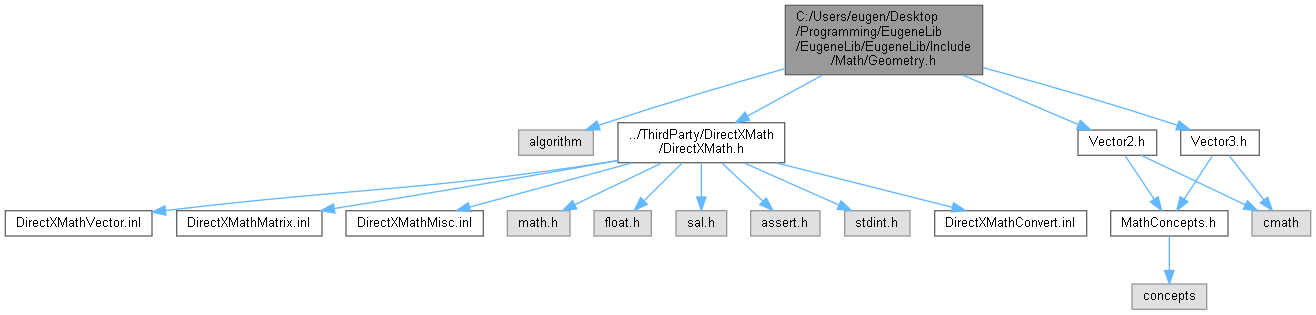 C:/Users/eugen/Desktop
/Programming/EugeneLib
/EugeneLib/EugeneLib/Include
/Math/Geometry.h
algorithm
../ThirdParty/DirectXMath
/DirectXMath.h
Vector2.h
Vector3.h
DirectXMathVector.inl
DirectXMathMatrix.inl
DirectXMathMisc.inl
math.h
float.h
sal.h
assert.h
stdint.h
DirectXMathConvert.inl
MathConcepts.h
cmath
concepts